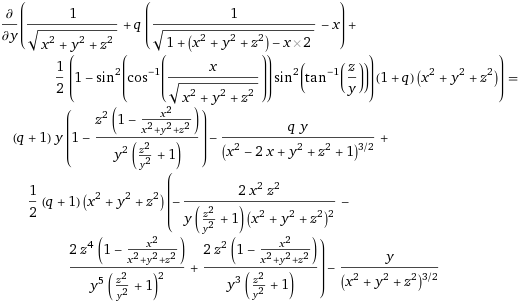 ∂/∂y(1/√(x² + y² + z²) + q (1/√(1 + (x² + y² + z²) − x×2) − x) +
1/2 (1 − sin²(cos⁻¹(x/√(x² + y² + z²))) sin²(tan⁻¹(z/y))) (1 + q) (x² + y² + z²)) =
(q + 1) y (1 − z² (1 − x²/(x²+y²+z²))/(y² (z²/y² + 1))) − q y/(x² − 2 x + y² + z² + 1)^(3/2) +
1/2 (q + 1) (x² + y² + z²) (− 2 x² z²/(y (z²/y² + 1) (x² + y² + z²)²) −
2 z⁴ (1 − x²/(x²+y²+z²))/(y⁵ (z²/y² + 1)²) + 2 z² (1 − x²/(x²+y²+z²))/(y³ (z²/y² + 1))) − y/(x² + y² + z²)^(3/2)